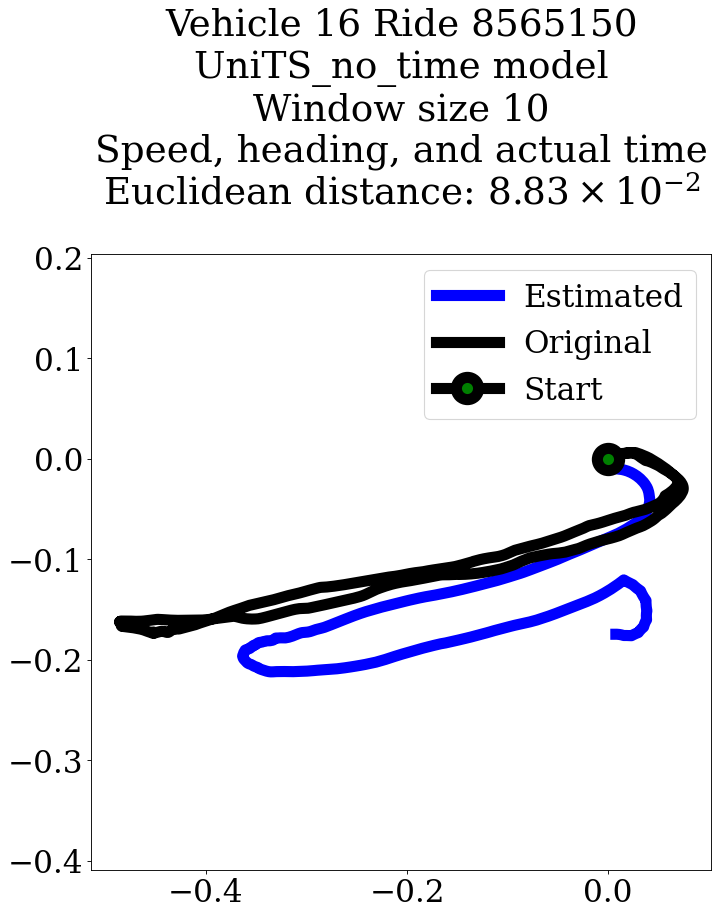 Vehicle 16 Ride 8565150
UniTS_no_time model
Window size 10
Speed, heading, and actual time
Euclidean distance: 8.83 × 10⁻²
0.2
Estimated
0.1
Original
Start
0.0
−0.1
−0.2
−0.3
−0.4
−0.4
−0.2
0.0